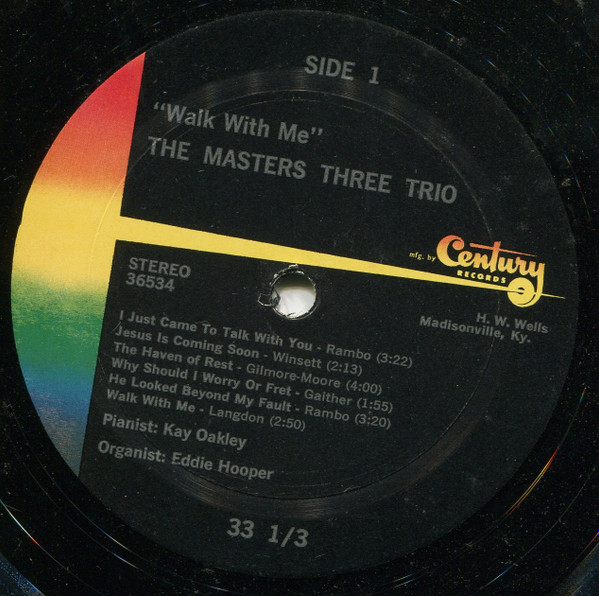 SIDE 1
"Walk With Me"
THE MASTERS THREE TRIO
mfg. by Century
RECORDS
STEREO
36534
H. W. Wells
Madisonville, Ky.
I Just Came To Talk With You - Rambo (3:22)
Jesus Is Coming Soon - Winsett (2:13)
The Haven of Rest - Gilmore-Moore (4:00)
Why Should I Worry Or Fret - Gaither (1:55)
He Looked Beyond My Fault - Rambo (3:20)
Walk With Me - Langdon (2:50)
Pianist: Kay Oakley
Organist: Eddie Hooper
33 1/3